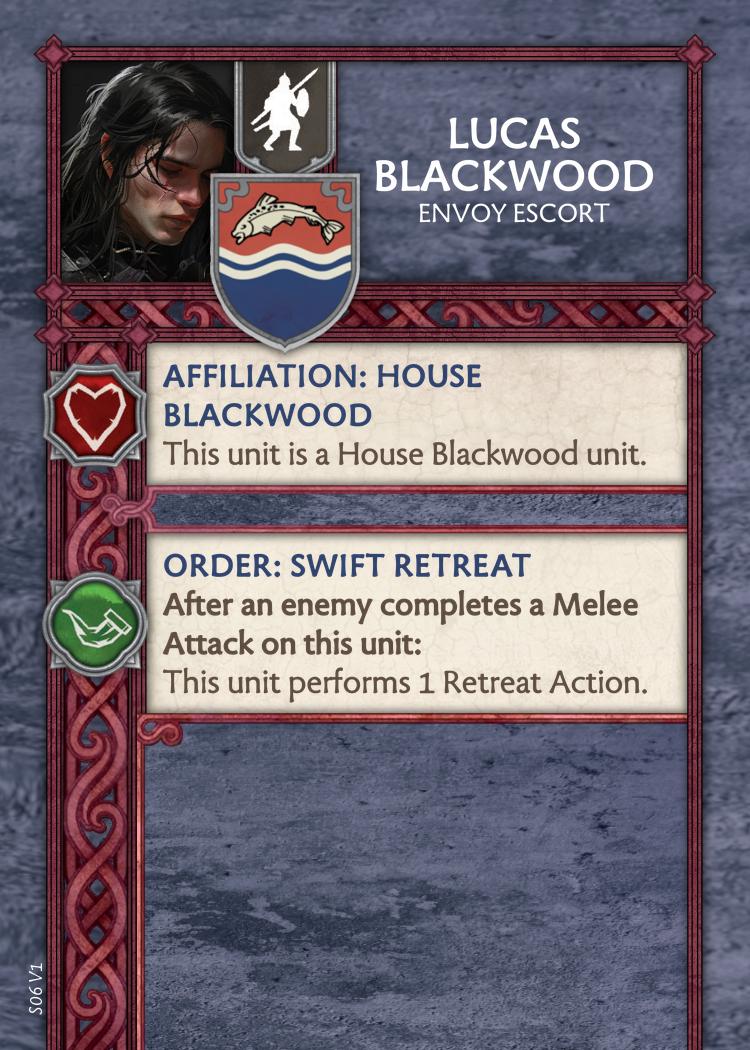 LUCAS
BLACKWOOD
ENVOY ESCORT
AFFILIATION: HOUSE
BLACKWOOD
This unit is a House Blackwood unit.
ORDER: SWIFT RETREAT
After an enemy completes a Melee
Attack on this unit:
This unit performs 1 Retreat Action.
S06 V1